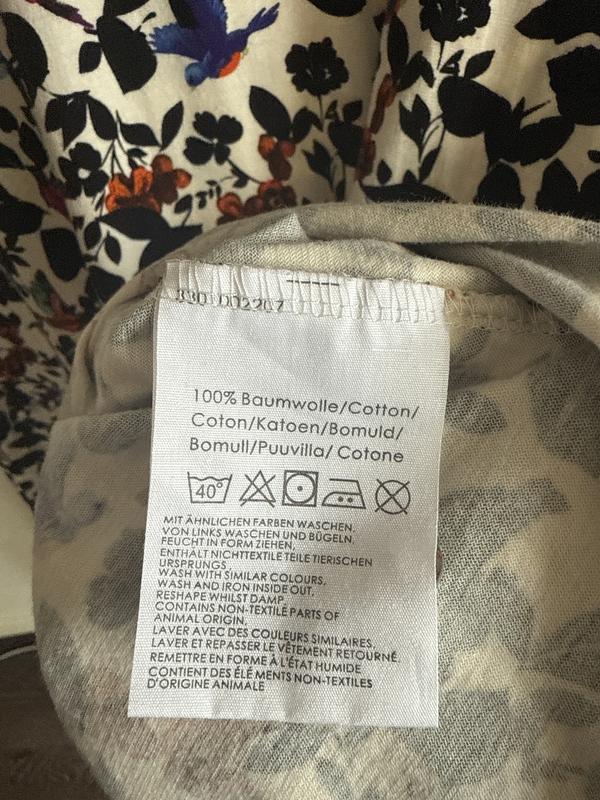 100% Baumwolle/Cotton/
Coton/Katoen/Bomuld/
Bomull/Puuvilla/ Cotone
40°
MIT ÄHNLICHEN FARBEN WASCHEN.
VON LINKS WASCHEN UND BÜGELN.
FEUCHT IN FORM ZIEHEN.
ENTHÄLT NICHTTEXTILE TEILE TIERISCHEN
URSPRUNGS.
WASH WITH SIMILAR COLOURS.
WASH AND IRON INSIDE OUT.
RESHAPE WHILST DAMP
CONTAINS NON-TEXTILE PARTS OF
ANIMAL ORIGIN.
LAVER AVEC DES COULEURS SIMILAIRES.
LAVER ET REPASSER LE VÊTEMENT RETOURNÉ.
REMETTRE EN FORME À L'ÉTAT HUMIDE
CONTIENT DES ÉLÉ MENTS NON-TEXTILES
D'ORIGINE ANIMALE